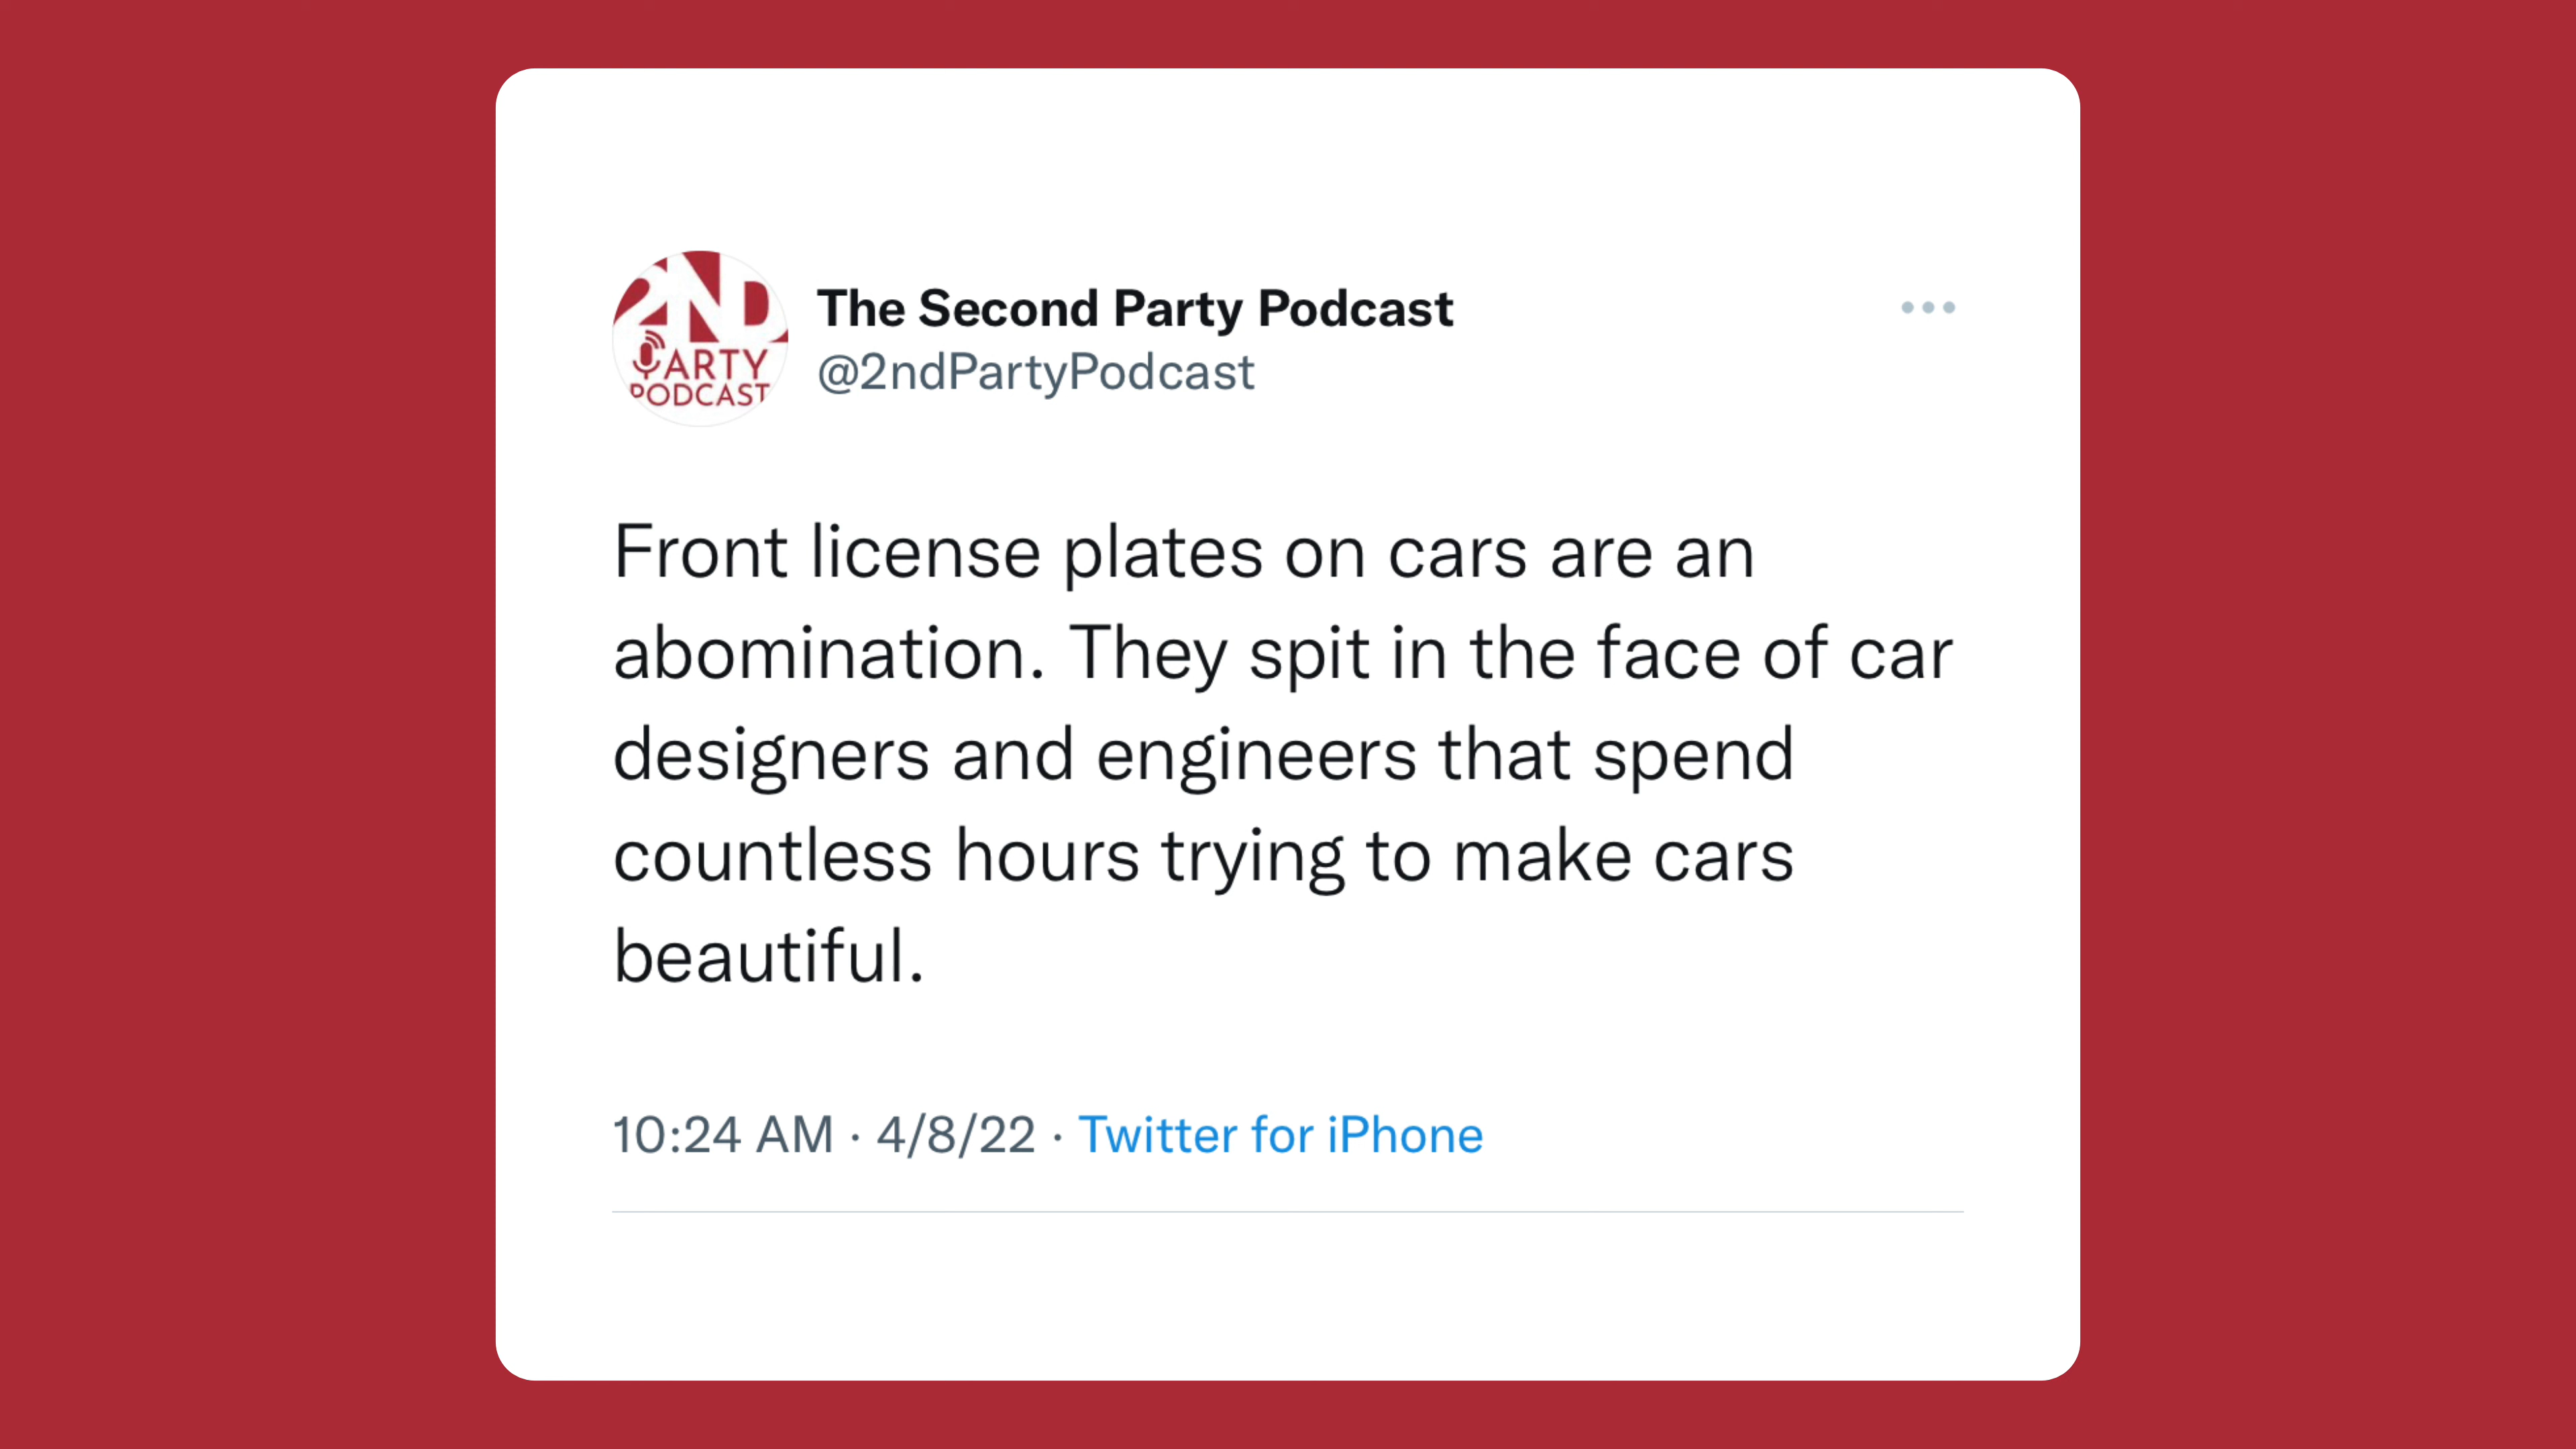 2ND
PARTY
PODCAST
The Second Party Podcast
@2ndPartyPodcast
Front license plates on cars are an
abomination. They spit in the face of car
designers and engineers that spend
countless hours trying to make cars
beautiful.
10:24 AM · 4/8/22 · Twitter for iPhone